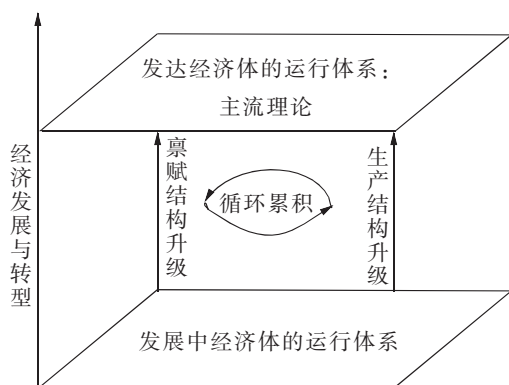 发达经济体的运行体系:
主流理论
经济发展与转型
禀赋结构升级
循环累积
生产结构升级
发展中经济体的运行体系